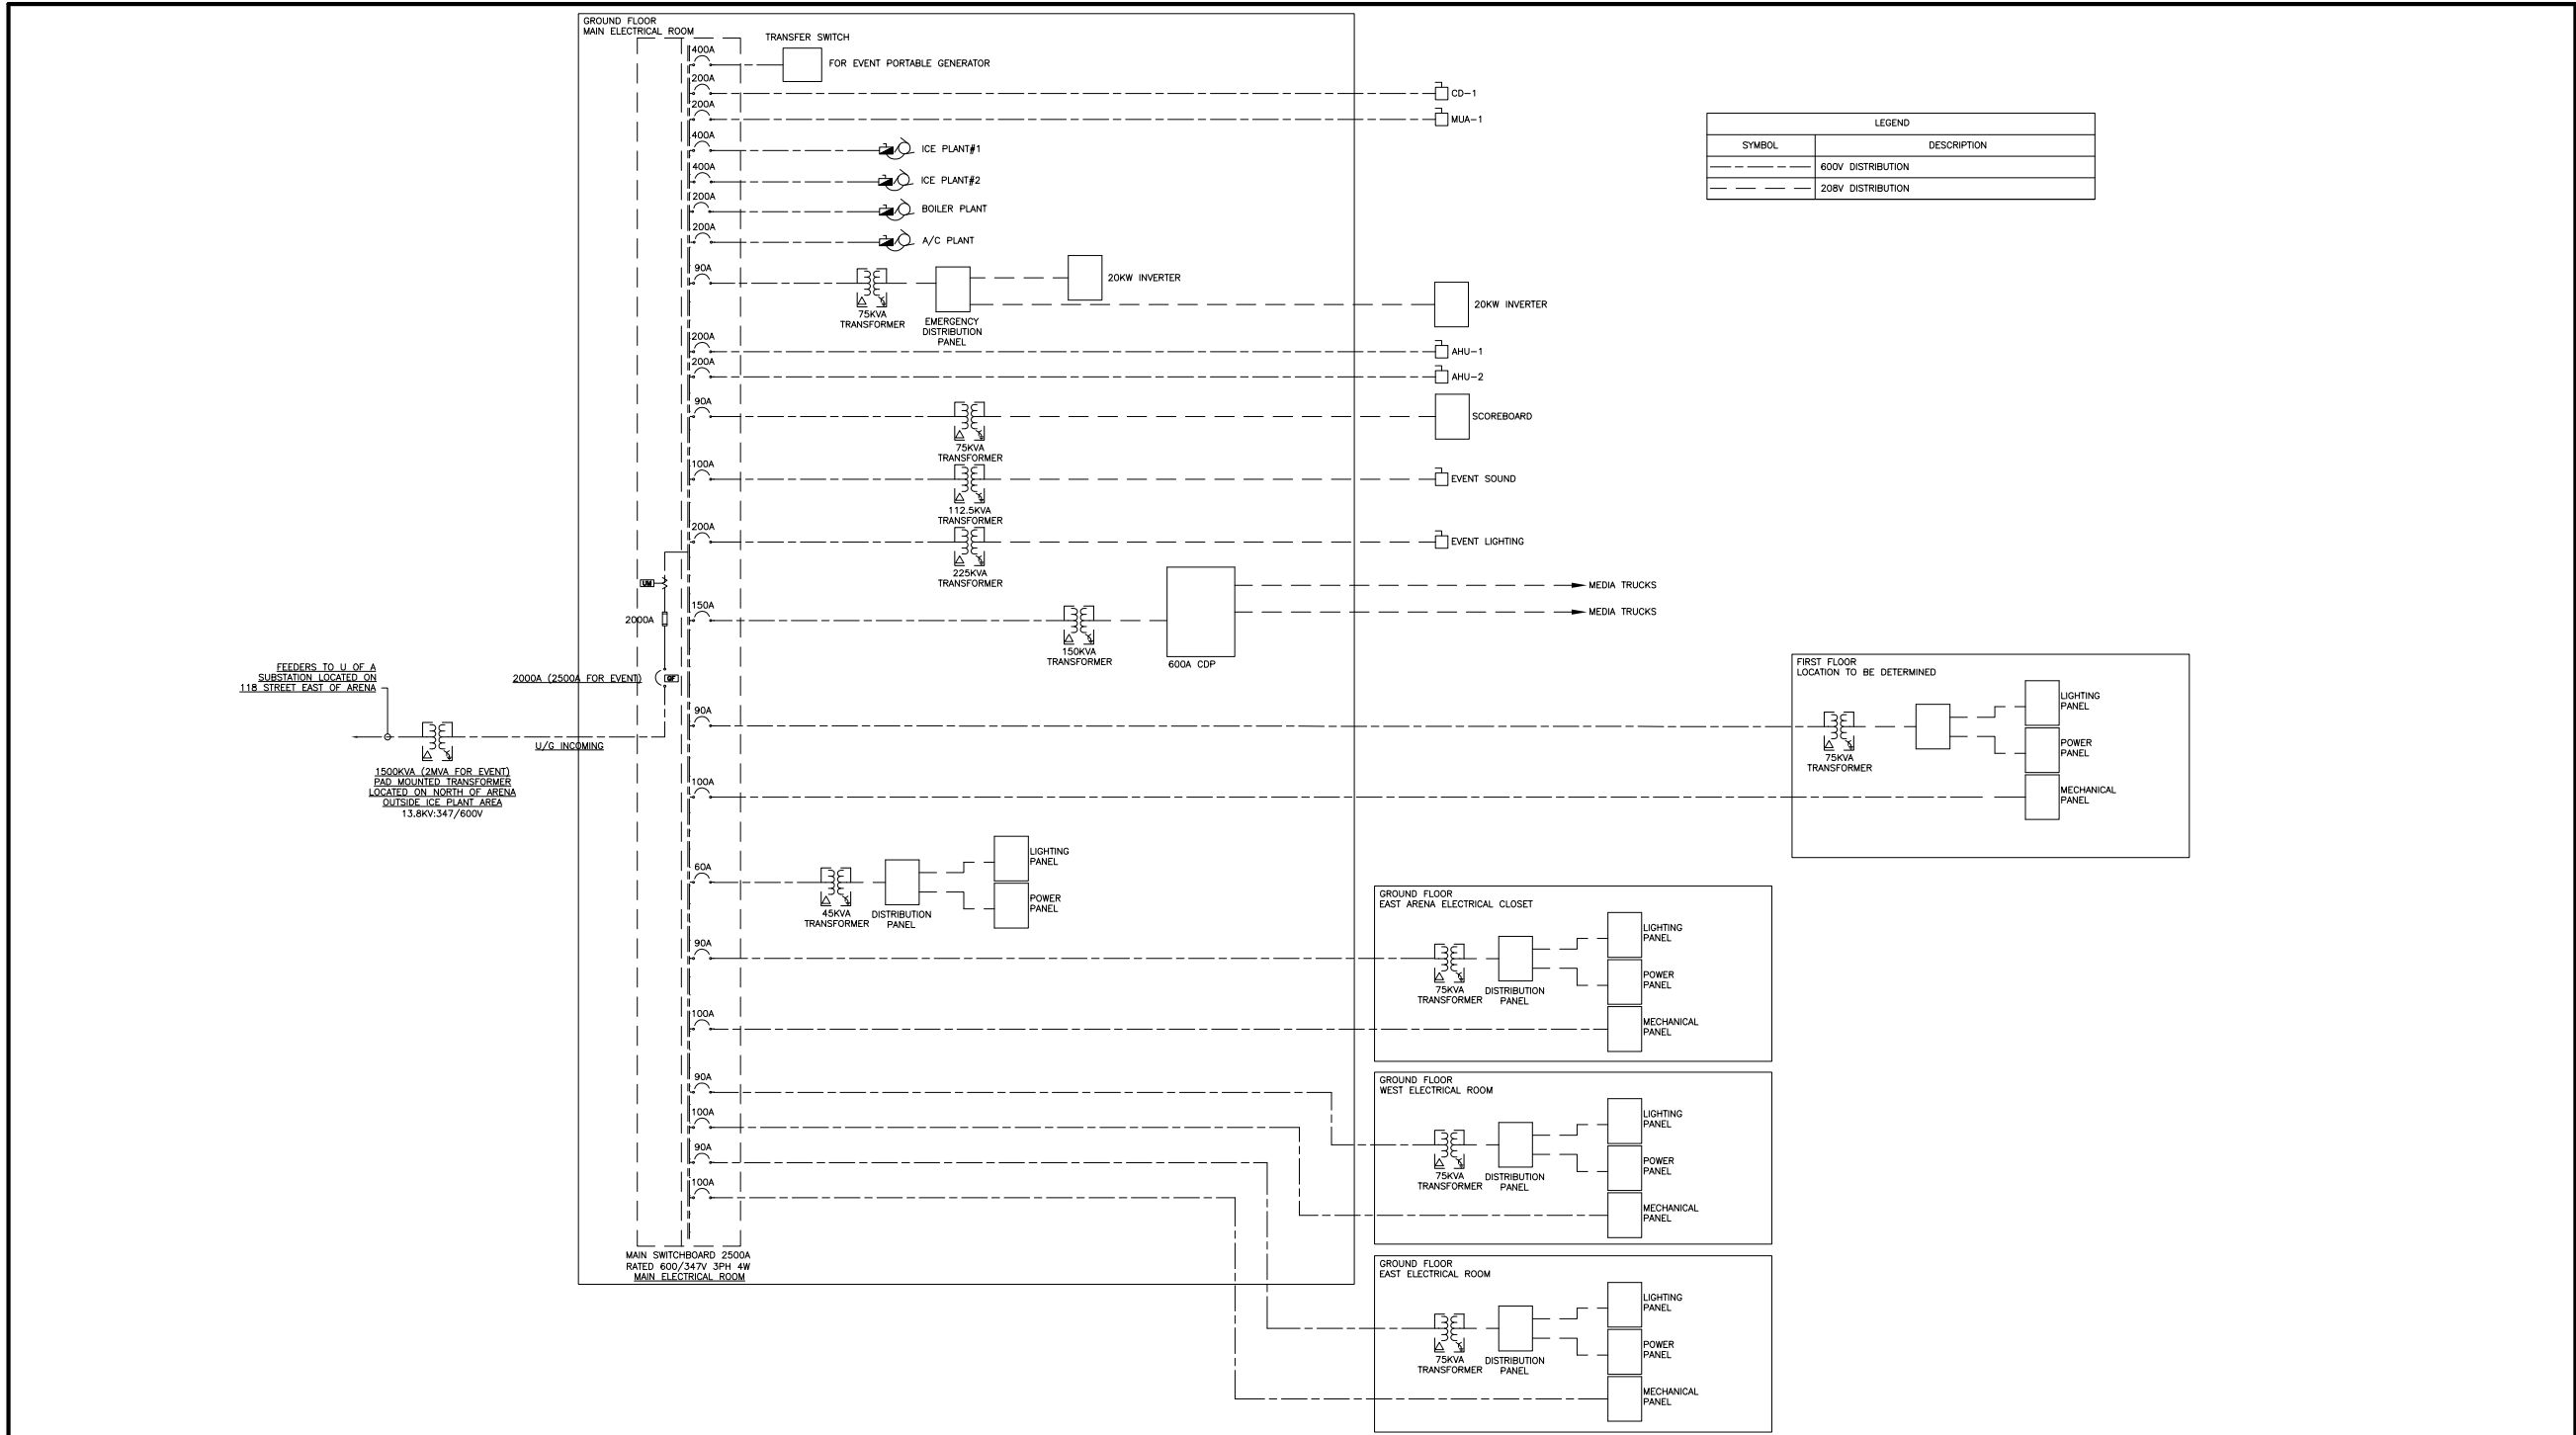 GROUND FLOOR
MAIN ELECTRICAL ROOM
400A
TRANSFER SWITCH
FOR EVENT PORTABLE GENERATOR
200A
CD-1
200A
MUA-1
400A
ICE PLANT#1
400A
ICE PLANT#2
200A
BOILER PLANT
200A
A/C PLANT
LEGEND
SYMBOL
DESCRIPTION
600V DISTRIBUTION
208V DISTRIBUTION
90A
75KVA
TRANSFORMER
EMERGENCY
DISTRIBUTION
PANEL
20KW INVERTER
20KW INVERTER
200A
AHU-1
200A
AHU-2
90A
75KVA
TRANSFORMER
SCOREBOARD
100A
112.5KVA
TRANSFORMER
EVENT SOUND
200A
225KVA
TRANSFORMER
EVENT LIGHTING
UM
2000A
150A
150KVA
TRANSFORMER
600A CDP
MEDIA TRUCKS
MEDIA TRUCKS
2000A (2500A FOR EVENT)
GF
FEEDERS TO U OF A
SUBSTATION LOCATED ON
118 STREET EAST OF ARENA
U/G INCOMING
1500KVA (2MVA FOR EVENT)
PAD MOUNTED TRANSFORMER
LOCATED ON NORTH OF ARENA
OUTSIDE ICE PLANT AREA
13.8KV:347/600V
90A
FIRST FLOOR
LOCATION TO BE DETERMINED
75KVA
TRANSFORMER
LIGHTING
PANEL
POWER
PANEL
100A
MECHANICAL
PANEL
60A
45KVA
TRANSFORMER
DISTRIBUTION
PANEL
LIGHTING
PANEL
POWER
PANEL
90A
GROUND FLOOR
EAST ARENA ELECTRICAL CLOSET
75KVA
TRANSFORMER
DISTRIBUTION
PANEL
LIGHTING
PANEL
POWER
PANEL
100A
MECHANICAL
PANEL
90A
100A
GROUND FLOOR
WEST ELECTRICAL ROOM
75KVA
TRANSFORMER
DISTRIBUTION
PANEL
LIGHTING
PANEL
POWER
PANEL
MECHANICAL
PANEL
90A
100A
GROUND FLOOR
EAST ELECTRICAL ROOM
75KVA
TRANSFORMER
DISTRIBUTION
PANEL
LIGHTING
PANEL
POWER
PANEL
MECHANICAL
PANEL
MAIN SWITCHBOARD 2500A
RATED 600/347V 3PH 4W
MAIN ELECTRICAL ROOM